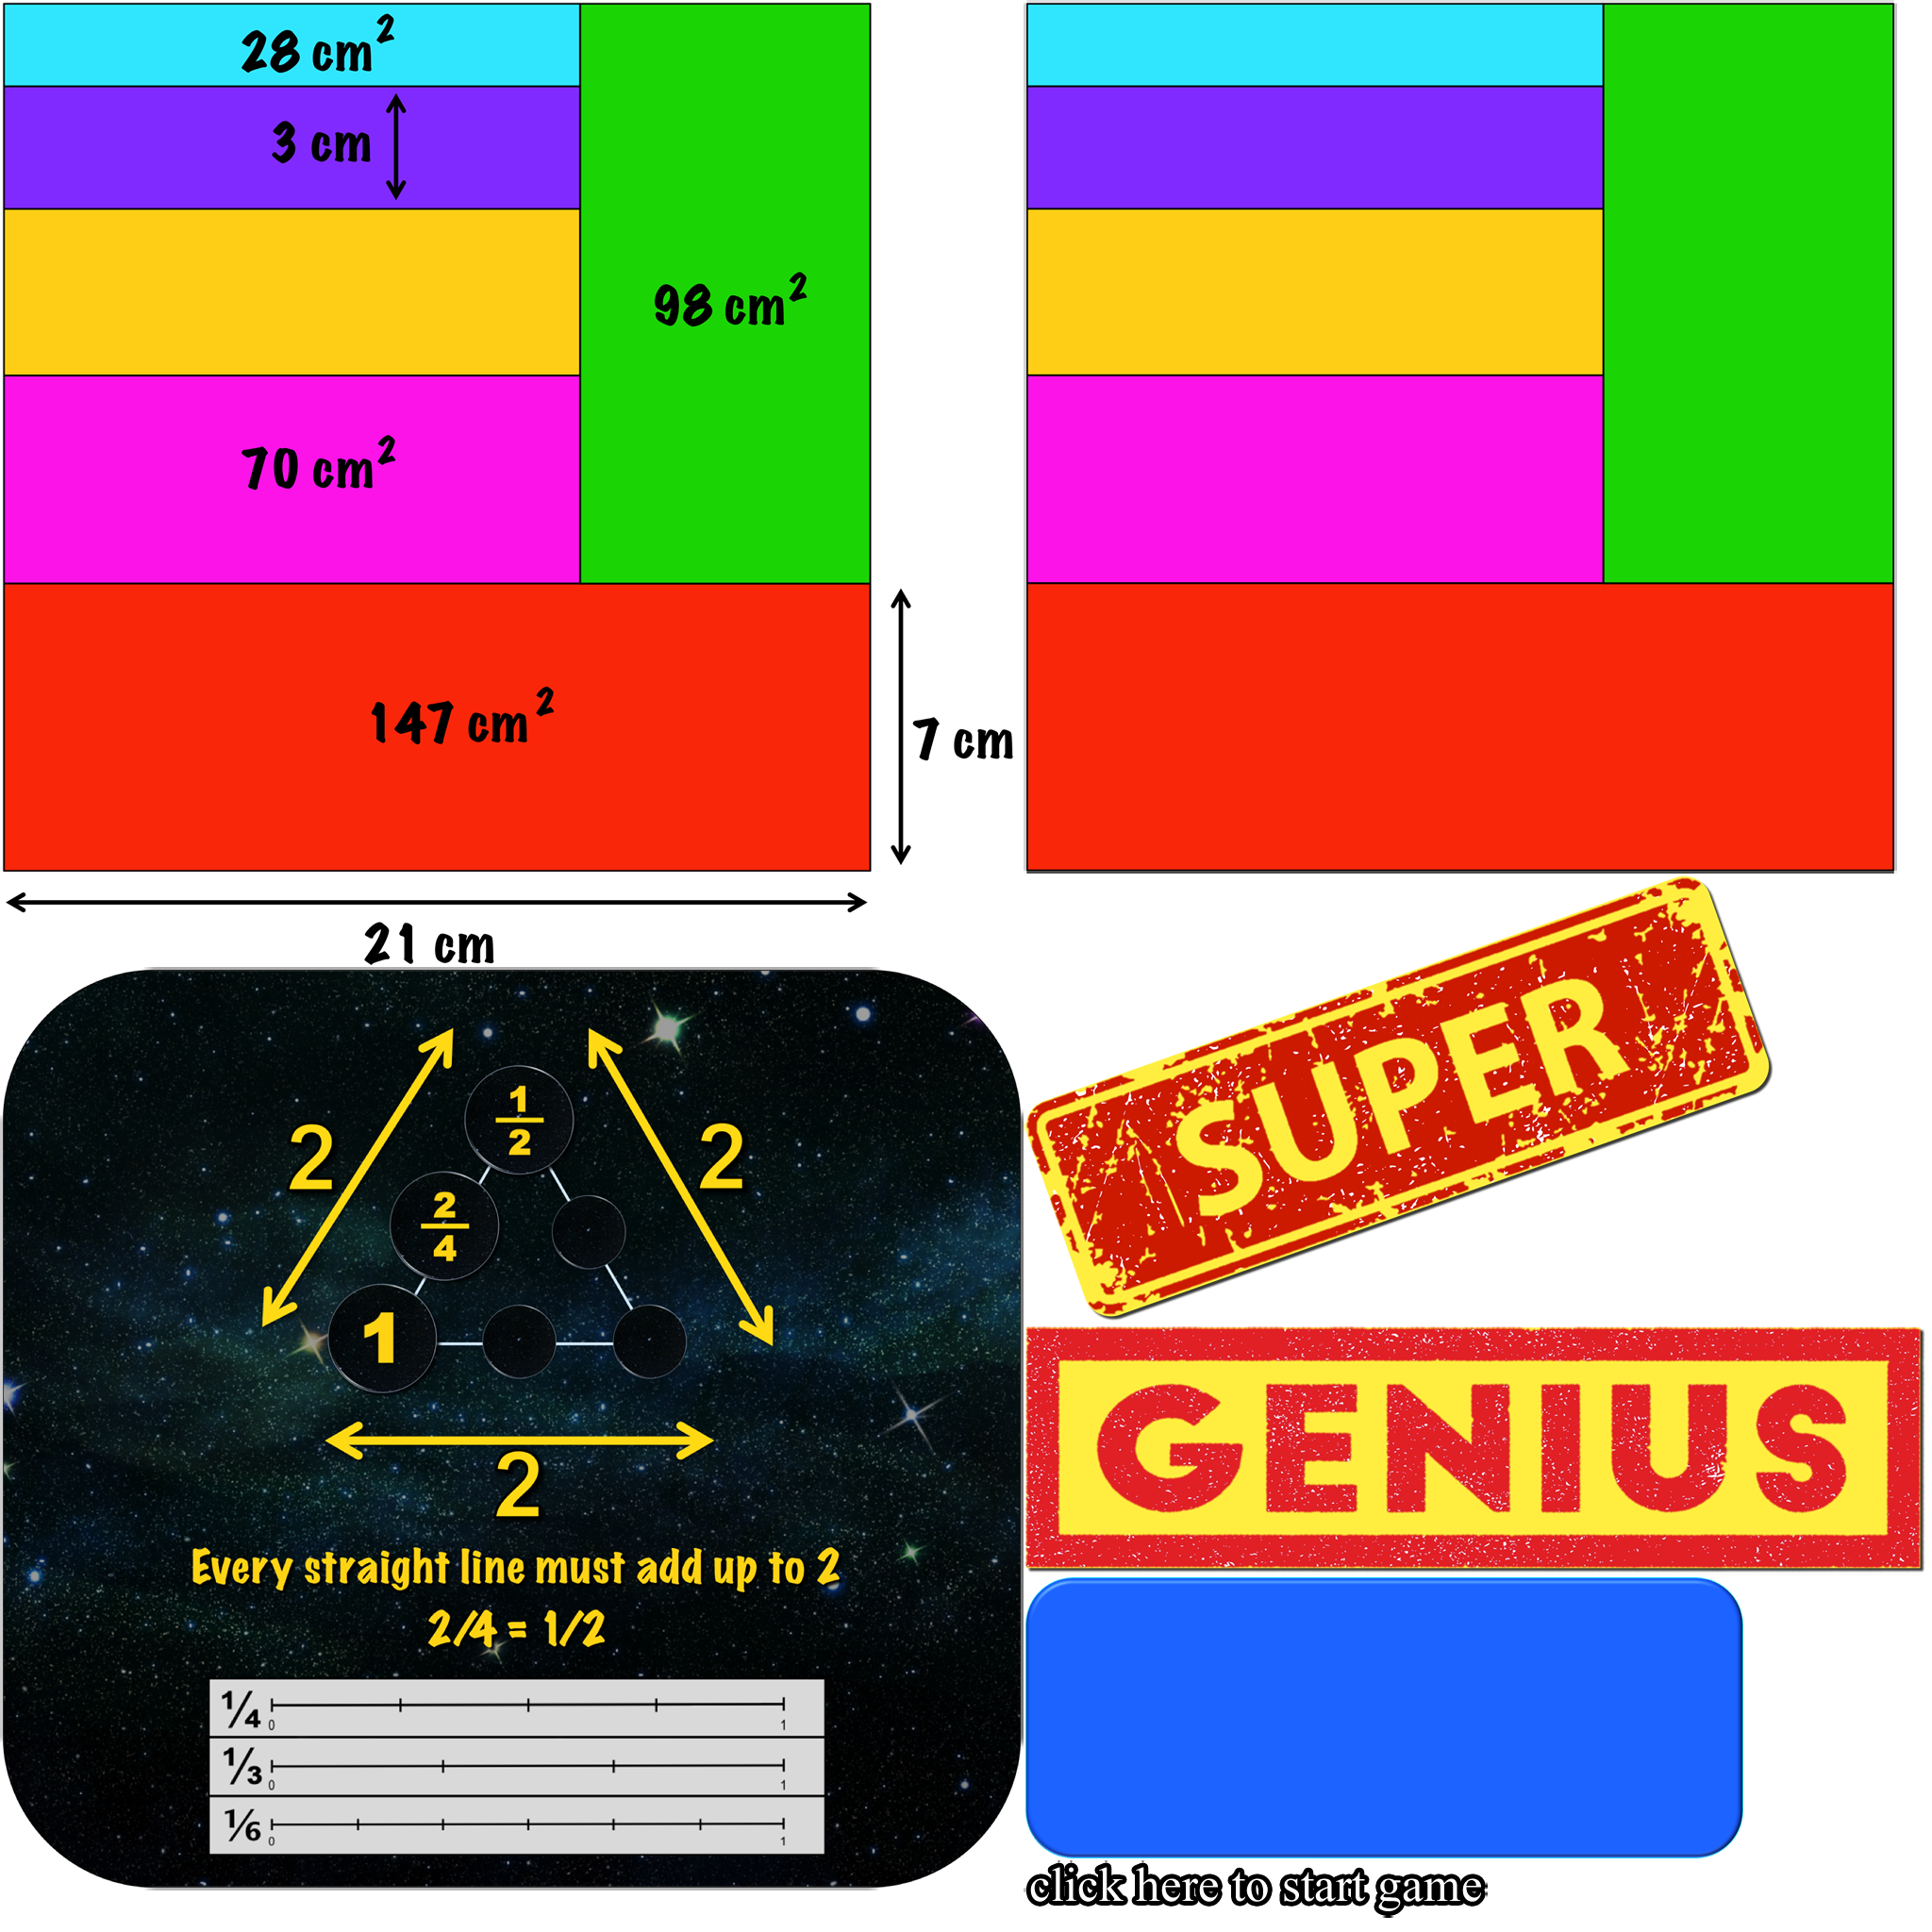 28 cm²
3 cm
98 cm²
70 cm²
147 cm²
7 cm
21 cm
1/2
2
2
2/4
1
2
Every straight line must add up to 2
2/4 = 1/2
1/4 0 1
1/3 0 1
1/6 0 1
SUPER
GENIUS
click here to start game